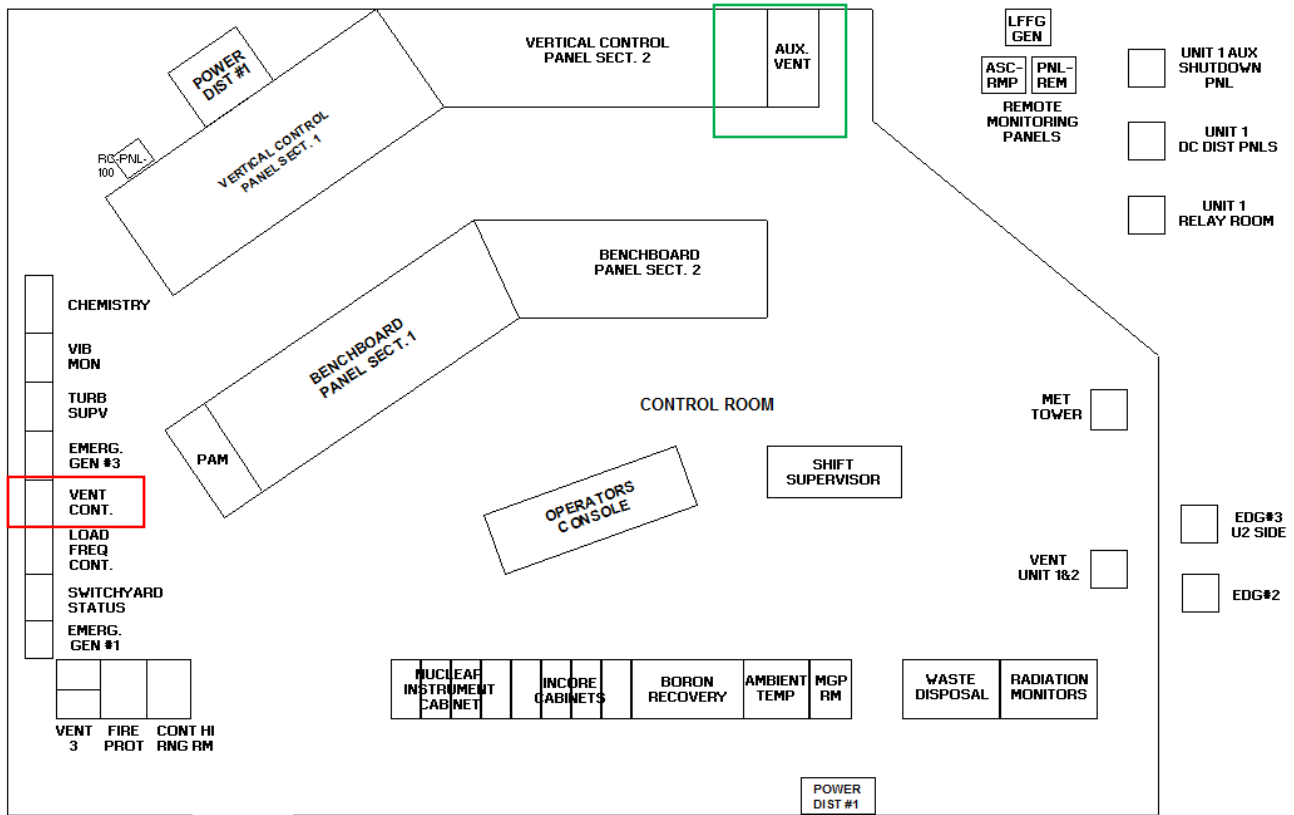 VERTICAL CONTROL
PANEL SECT. 2
AUX.
VENT
LFFG
GEN
ASC-
RMP
PNL-
REM
REMOTE
MONITORING
PANELS
UNIT 1 AUX
SHUTDOWN
PNL
UNIT 1
DC DIST PNLS
UNIT 1
RELAY ROOM
POWER
DIST #1
RC-PNL-
100
VERTICAL CONTROL
PANEL SECT. 1
BENCHBOARD
PANEL SECT. 2
BENCHBOARD
PANEL SECT. 1
PAM
CHEMISTRY
VIB
MON
TURB
SUPV
EMERG.
GEN #3
VENT
CONT.
LOAD
FREQ
CONT.
SWITCHYARD
STATUS
EMERG.
GEN #1
CONTROL ROOM
OPERATORS
CONSOLE
SHIFT
SUPERVISOR
MET
TOWER
VENT
UNIT 1&2
EDG#3
U2 SIDE
EDG#2
VENT
3
FIRE
PROT
CONT HI
RNG RM
NUCLEAR
INSTRUMENT
CABINET
INCORE
CABINETS
BORON
RECOVERY
AMBIENT
TEMP
MGP
RM
WASTE
DISPOSAL
RADIATION
MONITORS
POWER
DIST #1